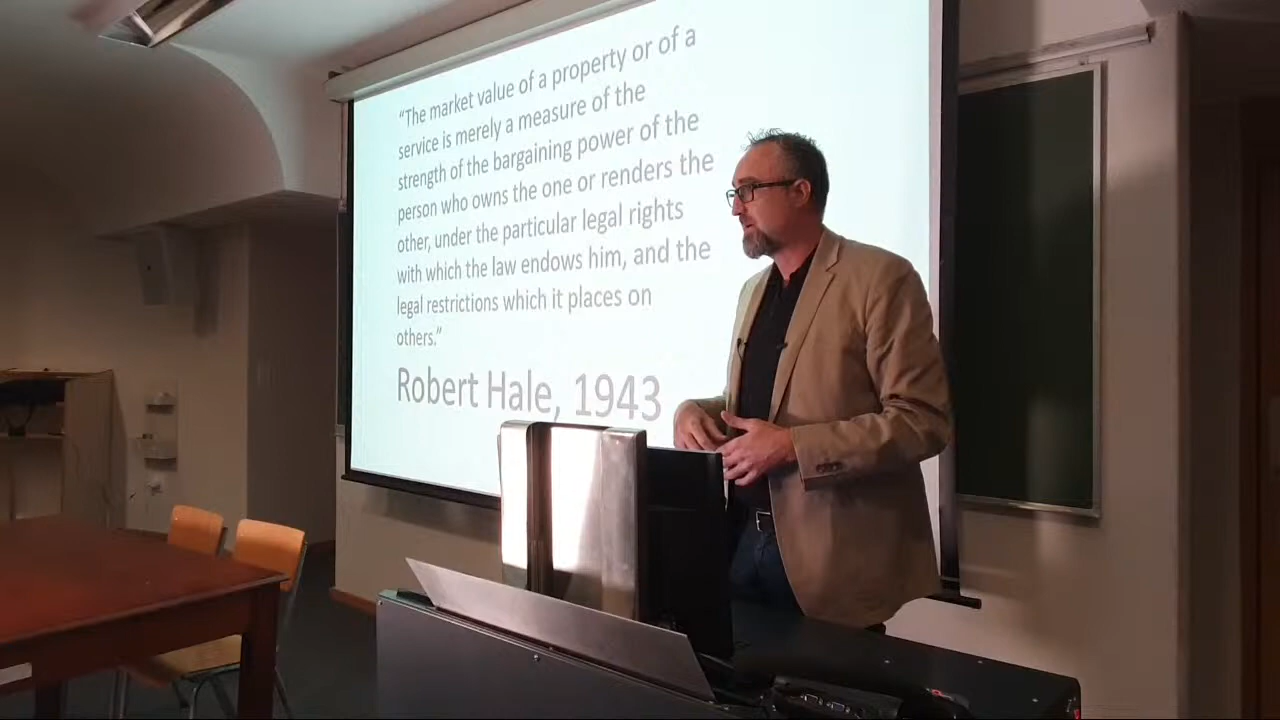 “The market value of a property or of a
service is merely a measure of the
strength of the bargaining power of the
person who owns the one or renders the
other, under the particular legal rights
with which the law endows him, and the
legal restrictions which it places on
others.”
Robert Hale, 1943